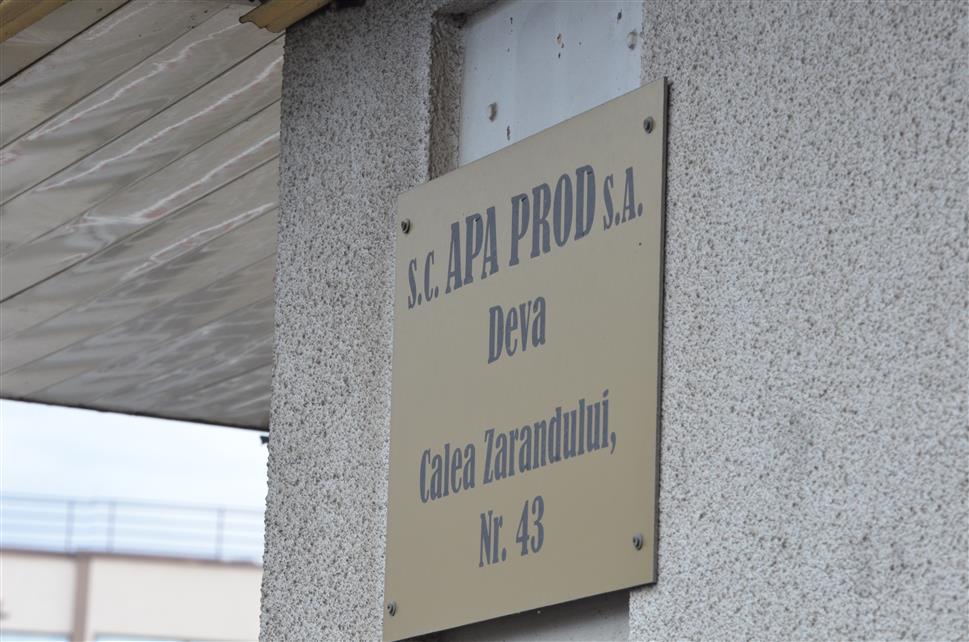 S.C. APA PROD S.A.
Deva
Calea Zarandului,
Nr. 43